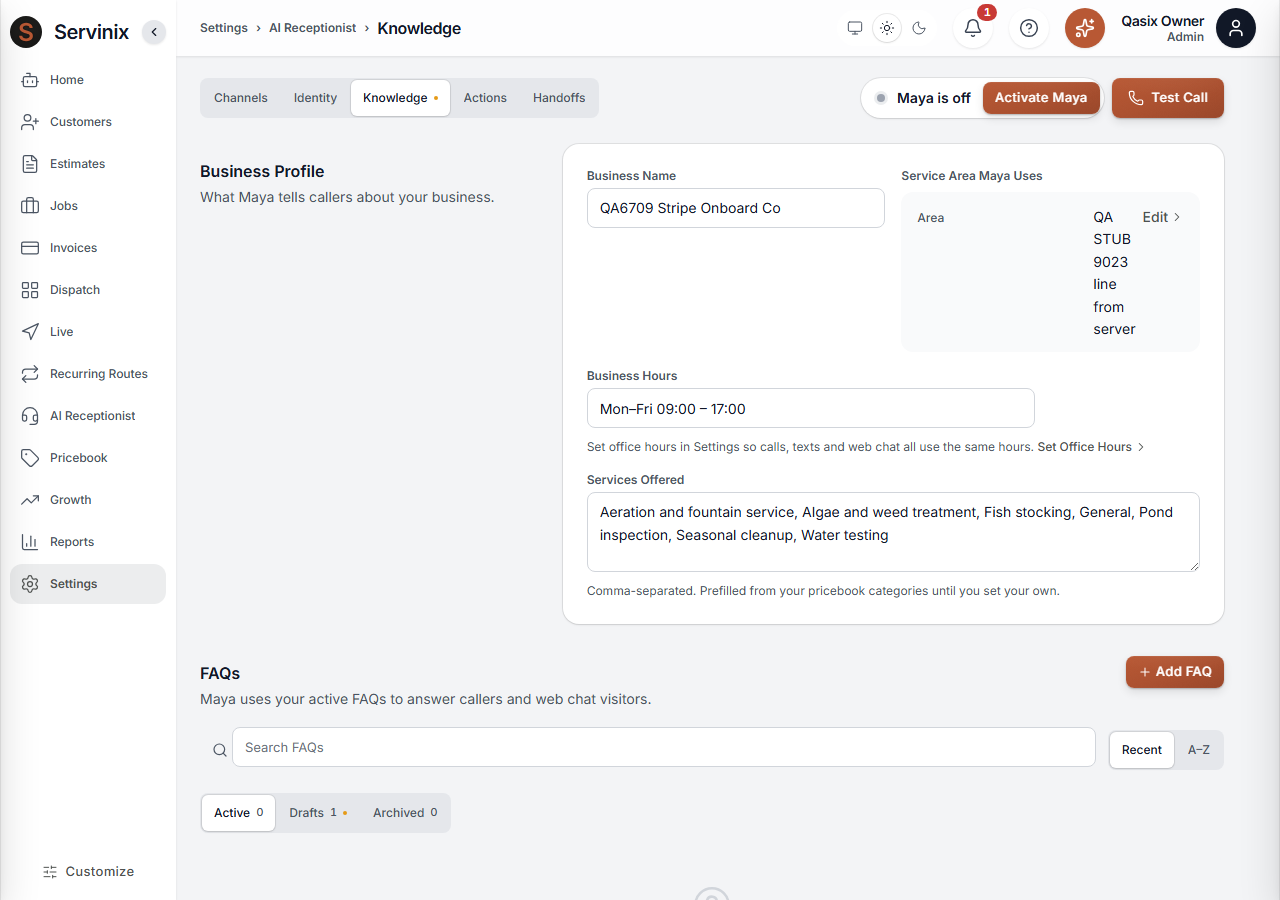 S Servinix
Home
Customers
Estimates
Jobs
Invoices
Dispatch
Live
Recurring Routes
AI Receptionist
Pricebook
Growth
Reports
Settings
Customize
Settings › AI Receptionist › Knowledge
1
Qasix Owner
Admin
Channels Identity Knowledge Actions Handoffs
Maya is off Activate Maya Test Call
Business Profile
What Maya tells callers about your business.
Business Name
QA6709 Stripe Onboard Co
Service Area Maya Uses
Area
QA
STUB
9023
line
from
server
Edit
Business Hours
Mon–Fri 09:00 – 17:00
Set office hours in Settings so calls, texts and web chat all use the same hours. Set Office Hours
Services Offered
Aeration and fountain service, Algae and weed treatment, Fish stocking, General, Pond
inspection, Seasonal cleanup, Water testing
Comma-separated. Prefilled from your pricebook categories until you set your own.
FAQs
+ Add FAQ
Maya uses your active FAQs to answer callers and web chat visitors.
Search FAQs
Recent A–Z
Active 0 Drafts 1 Archived 0